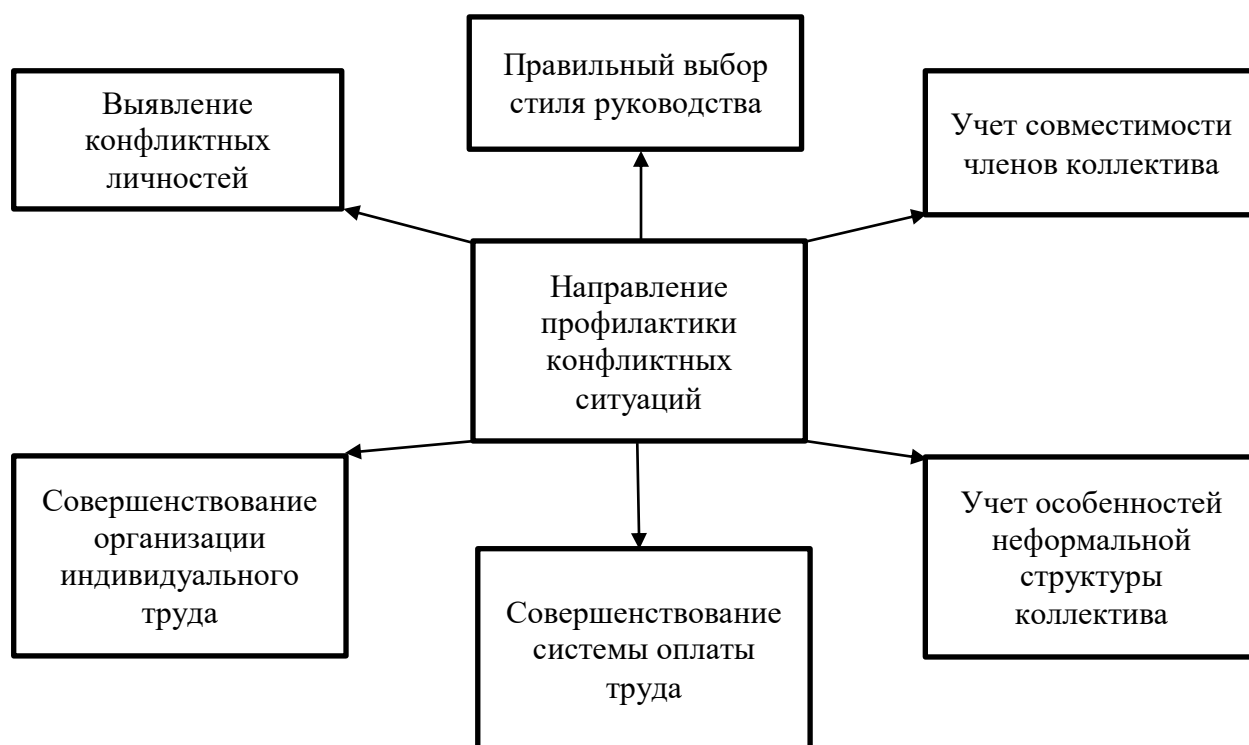 Правильный выбор
стиля руководства
Выявление
конфликтных
личностей
Учет совместимости
членов коллектива
Направление
профилактики
конфликтных
ситуаций
Совершенствование
организации
индивидуального
труда
Совершенствование
системы оплаты
труда
Учет особенностей
неформальной
структуры
коллектива